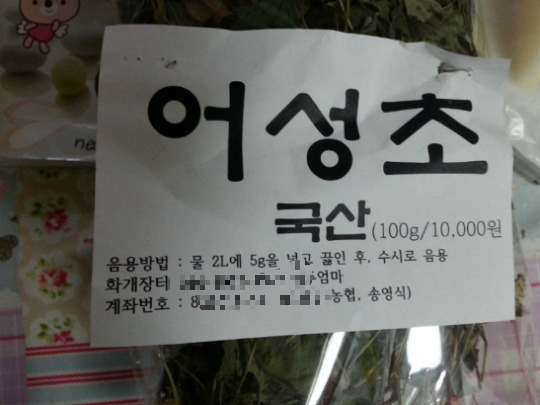 어성초
국산(100g/10,000원
음용방법 : 물 2L에 5g을 넣고 끓인 후, 수시로 음용
화개장터 엄마
계좌번호 : 8 농협, 송영식)